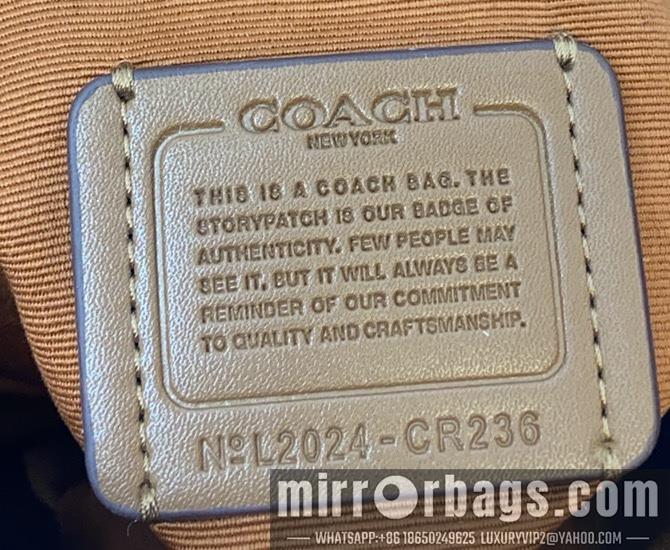 COACH
NEW YORK
THIS IS A COACH BAG. THE
STORYPATCH IS OUR BADGE OF
AUTHENTICITY. FEW PEOPLE MAY
SEE IT, BUT IT WILL ALWAYS BE A
REMINDER OF OUR COMMITMENT
TO QUALITY AND CRAFTSMANSHIP.
Nº L2024-CR236
mirrorbags.com
WHATSAPP:+86 18650249625 LUXURYVIP2@YAHOO.COM